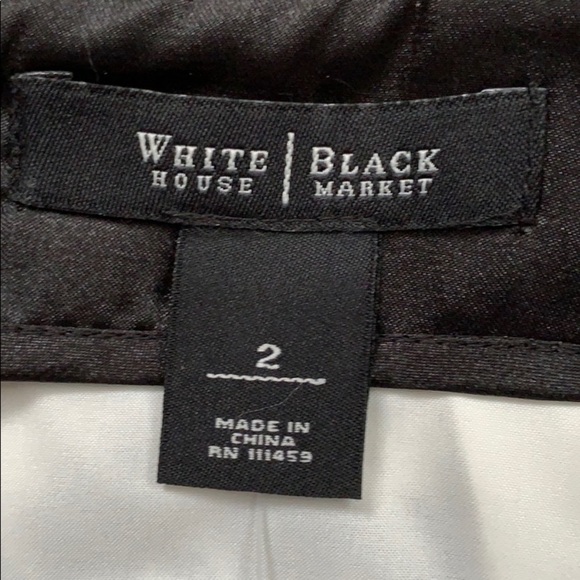 WHITE | BLACK
HOUSE | MARKET
2
MADE IN
CHINA
RN 111459